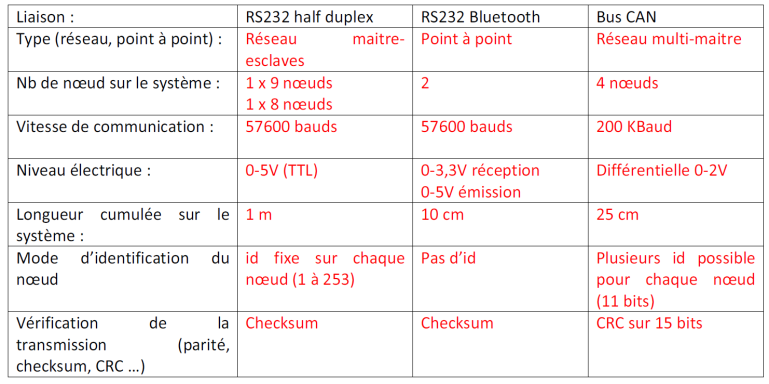 Liaison : RS232 half duplex RS232 Bluetooth Bus CAN
Type (réseau, point à point) : Réseau maitre- Point à point Réseau multi-maitre
esclaves
Nb de nœud sur le système : 1 x 9 nœuds 2 4 nœuds
1 x 8 nœuds
Vitesse de communication : 57600 bauds 57600 bauds 200 KBaud
Niveau électrique : 0-5V (TTL) 0-3,3V réception Différentielle 0-2V
0-5V émission
Longueur cumulée sur le 1 m 10 cm 25 cm
système :
Mode d’identification du id fixe sur chaque Pas d’id Plusieurs id possible
nœud nœud (1 à 253) pour chaque nœud
(11 bits)
Vérification de la Checksum Checksum CRC sur 15 bits
transmission (parité,
checksum, CRC …)